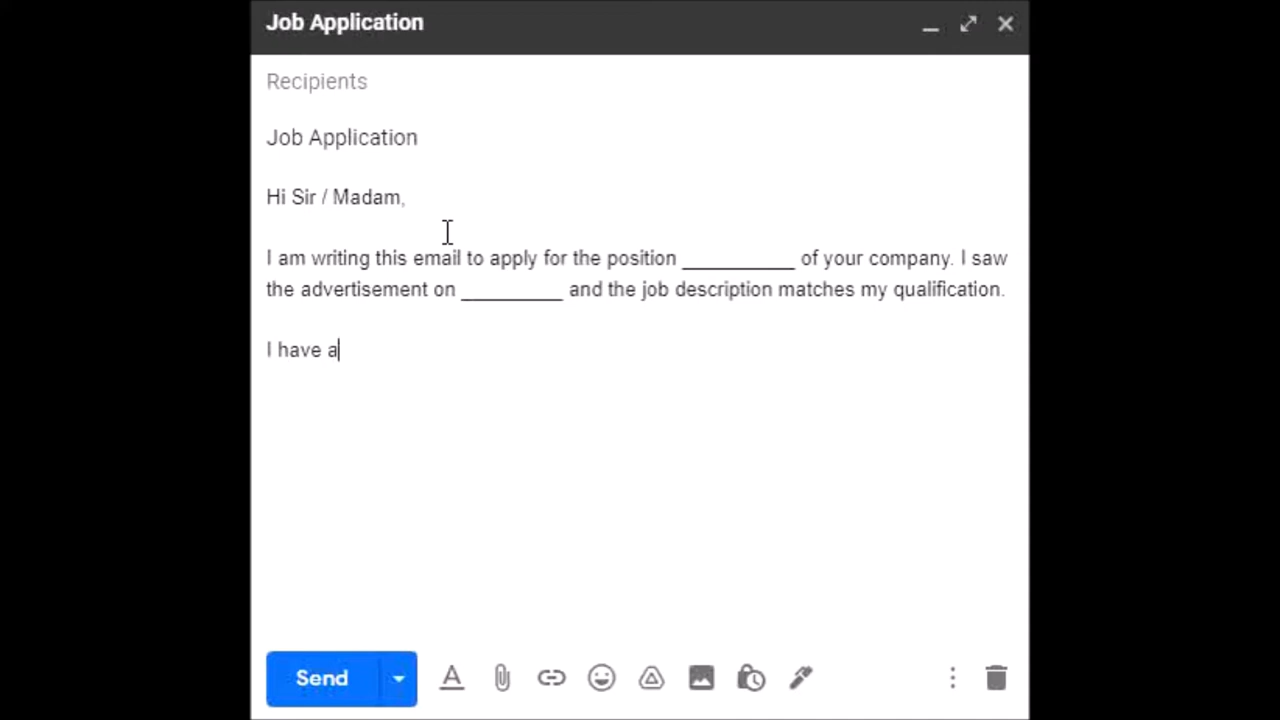 Job Application
Recipients
Job Application
Hi Sir / Madam,
I am writing this email to apply for the position ___________ of your company. I saw
the advertisement on __________ and the job description matches my qualification.
I have a
Send